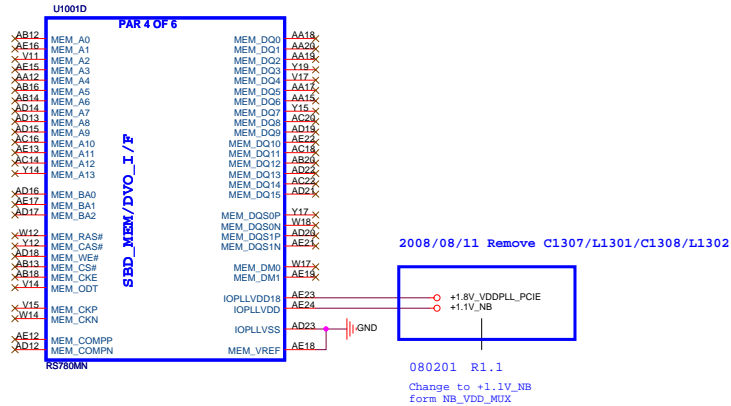 U1001D
PAR 4 OF 6
AB12 MEM_A0 MEM_DQ0 AA18
AE16 MEM_A1 MEM_DQ1 AA20
V11 MEM_A2 MEM_DQ2 AA19
AE15 MEM_A3 MEM_DQ3 Y19
AA12 MEM_A4 MEM_DQ4 V17
AB16 MEM_A5 MEM_DQ5 AA17
AB14 MEM_A6 MEM_DQ6 AA15
AD14 MEM_A7 MEM_DQ7 Y15
AD13 MEM_A8 MEM_DQ8 AC20
AD15 MEM_A9 MEM_DQ9 AD19
AC16 MEM_A10 MEM_DQ10 AE22
AE13 MEM_A11 MEM_DQ11 AC18
AC14 MEM_A12 MEM_DQ12 AB20
Y14 MEM_A13 MEM_DQ13 AD22
MEM_DQ14 AC22
AD16 MEM_BA0 MEM_DQ15 AD21
AE17 MEM_BA1
AD17 MEM_BA2 MEM_DQS0P Y17
MEM_DQS0N W18
W12 MEM_RAS# MEM_DQS1P AD20
Y12 MEM_CAS# MEM_DQS1N AE21
AD18 MEM_WE#
AB13 MEM_CS# MEM_DM0 W17
AB18 MEM_CKE MEM_DM1 AE19
V14 MEM_ODT
SBD_MEM/DVO_I/F
IOPLLVDD18 AE23
V15 MEM_CKP IOPLLVDD AE24
W14 MEM_CKN
IOPLLVSS AD23 GND
AE12 MEM_COMPP
AD12 MEM_COMPN MEM_VREF AE18
RS780MN
2008/08/11 Remove C1307/L1301/C1308/L1302
+1.8V_VDDPLL_PCIE
+1.1V_NB
080201 R1.1
Change to +1.1V_NB
form NB_VDD_MUX